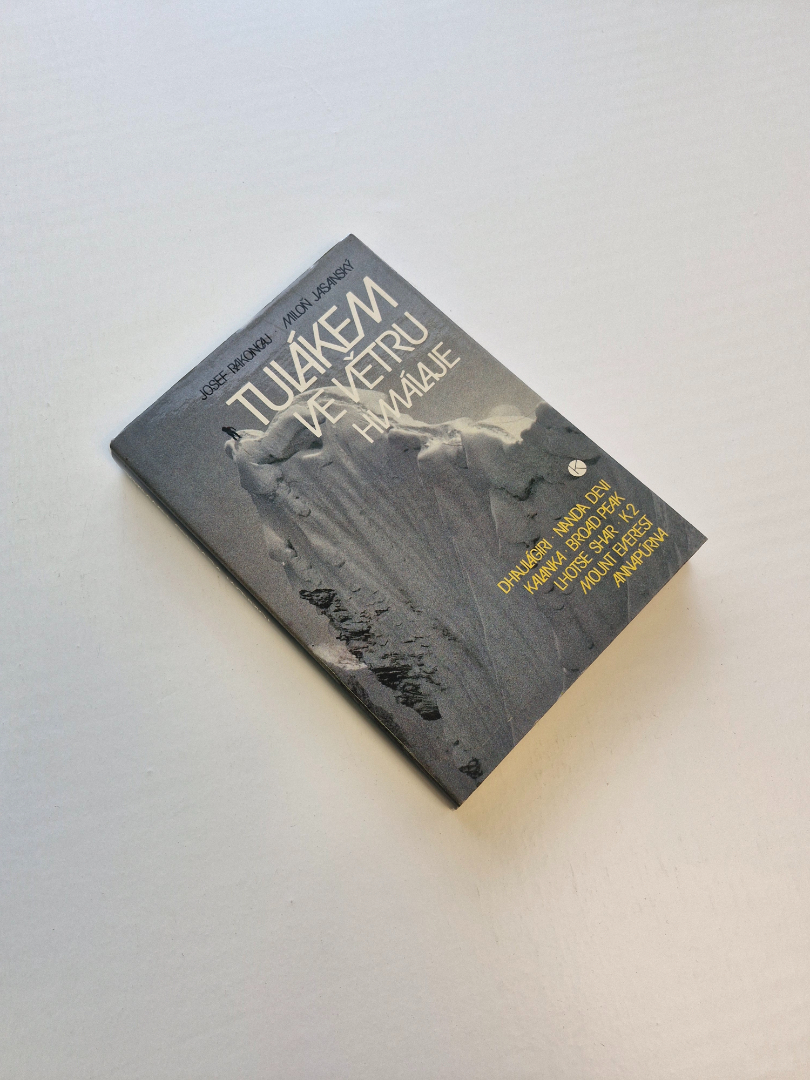 JOSEF RAKONCAJ · MILOŇ JASANSKÝ
TULÁKEM
VE VĚTRU
HIMÁLAJE
K
DHAULÁGIRI · NANDA DEVI
KALANKA · BROAD PEAK
LHOTSE SHAR · K2
MOUNT EVEREST
ANNAPÚRNA